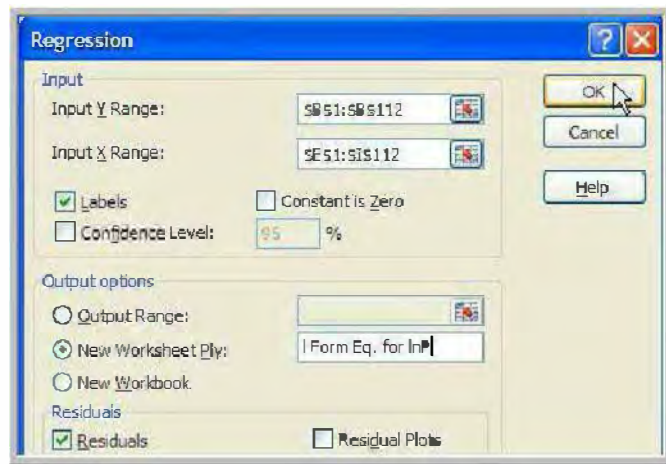 Regression
Input
Input Y Range:
$B$1:$B$112
OK
Input X Range:
$E$1:$I$112
Cancel
Labels
Constant is Zero
Help
Confidence Level:
95 %
Output options
Output Range:
New Worksheet Ply:
l Form Eq. for lnP
New Workbook
Residuals
Residuals
Residual Plots